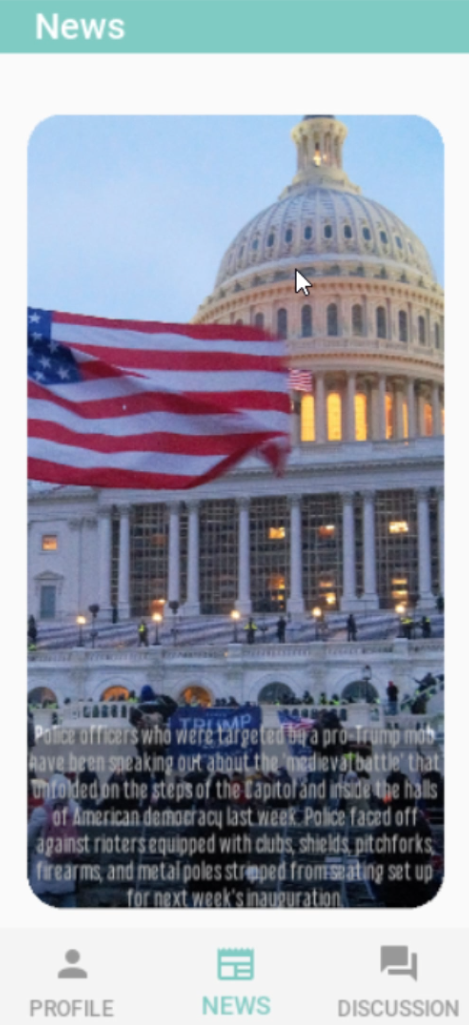 News
TRUMP
Police officers who were targeted by a pro-Trump mob
have been speaking out about the 'medieval battle' that
unfolded on the steps of the Capitol and inside the halls
of American democracy last week. Police faced off
against rioters equipped with clubs, shields, pitchforks,
firearms, and metal poles stripped from seating set up
for next week's inauguration.
PROFILE
NEWS
DISCUSSION